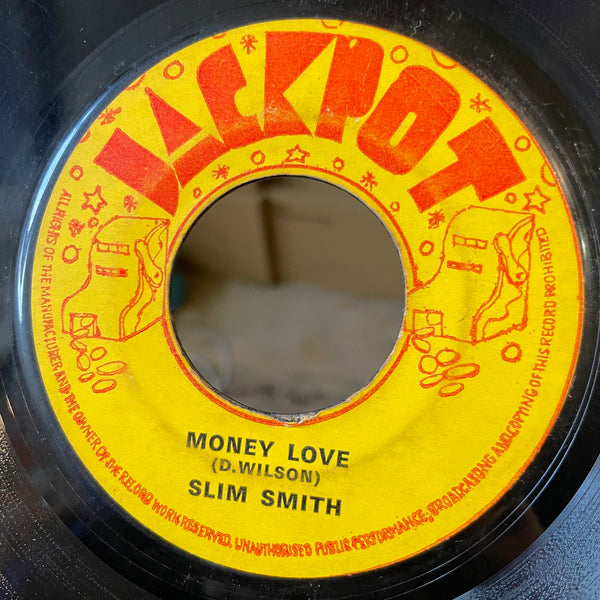 JACKPOT
MONEY LOVE
(D.WILSON)
SLIM SMITH
ALL RIGHTS OF THE MANUFACTURER AND THE OWNER OF THE RECORD WORK RESERVED. UNAUTHORISED PUBLIC PERFORMANCE, BROADCASTING AND COPYING OF THIS RECORD PROHIBITED